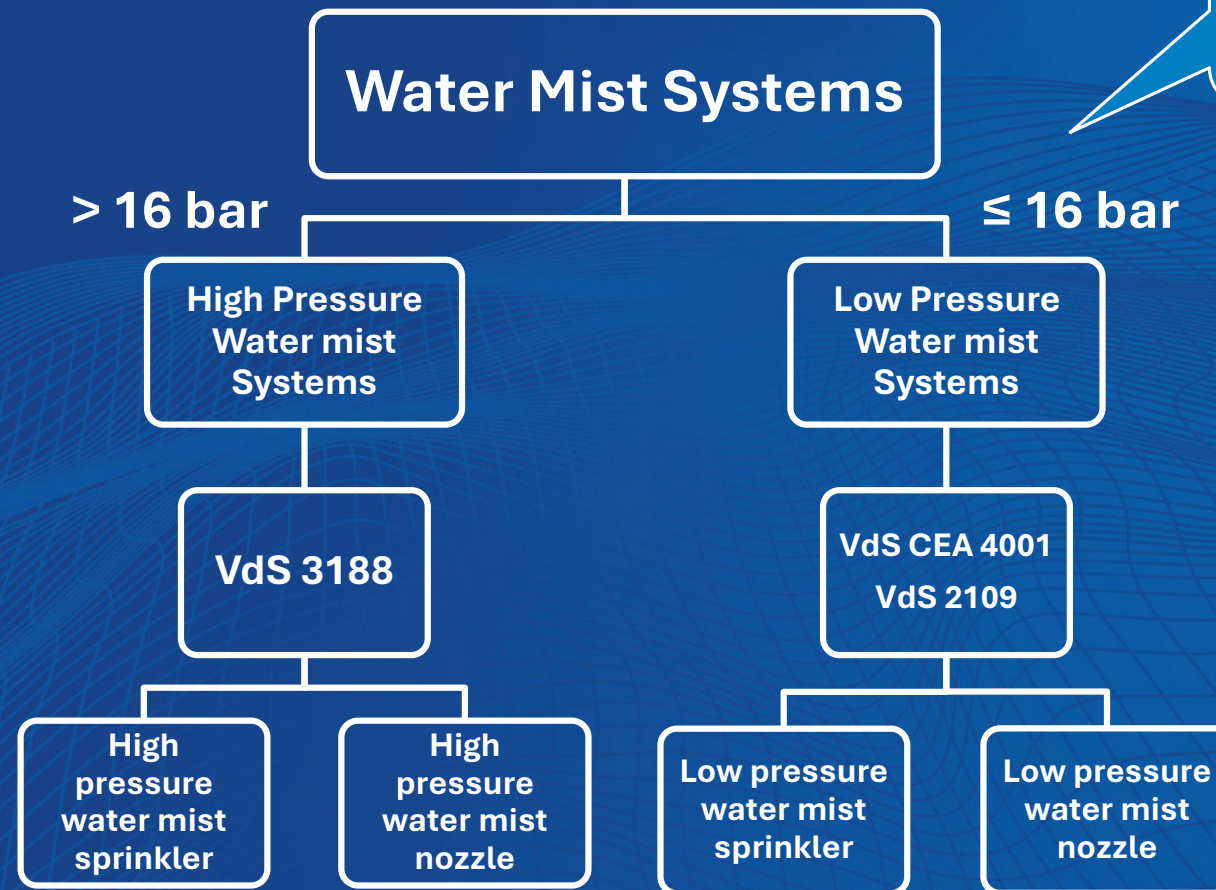 Water Mist Systems
> 16 bar
≤ 16 bar
High Pressure
Water mist
Systems
Low Pressure
Water mist
Systems
VdS 3188
VdS CEA 4001
VdS 2109
High
pressure
water mist
sprinkler
High
pressure
water mist
nozzle
Low pressure
water mist
sprinkler
Low pressure
water mist
nozzle